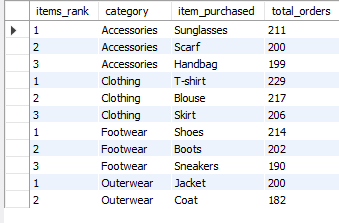 items_rank category item_purchased total_orders
1 Accessories Sunglasses 211
2 Accessories Scarf 200
3 Accessories Handbag 199
1 Clothing T-shirt 229
2 Clothing Blouse 217
3 Clothing Skirt 206
1 Footwear Shoes 214
2 Footwear Boots 202
3 Footwear Sneakers 190
1 Outerwear Jacket 200
2 Outerwear Coat 182